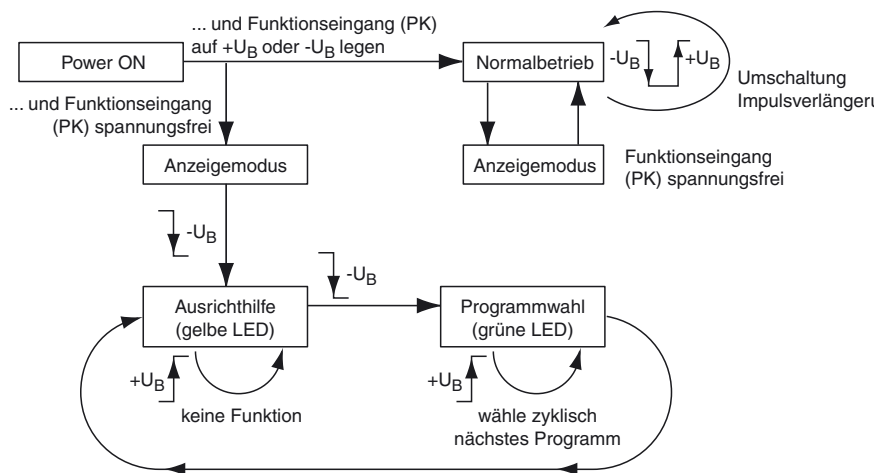 ... und Funktionseingang (PK)
auf +UB oder -UB legen
Power ON
Normalbetrieb
-UB
+UB
Umschaltung
Impulsverlängeru
... und Funktionseingang
(PK) spannungsfrei
Anzeigemodus
Anzeigemodus
Funktionseingang
(PK) spannungsfrei
-UB
-UB
Ausrichthilfe
(gelbe LED)
Programmwahl
(grüne LED)
+UB
keine Funktion
+UB
wähle zyklisch
nächstes Programm